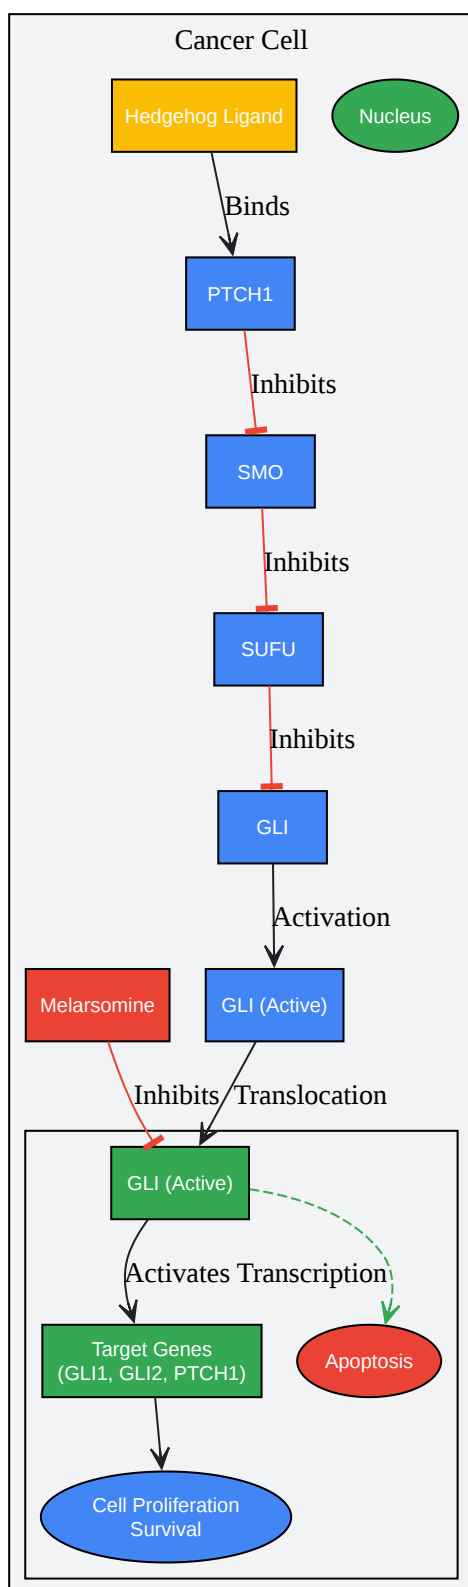 Cancer Cell
Hedgehog Ligand
Nucleus
Binds
PTCH1
Inhibits
SMO
Inhibits
SUFU
Inhibits
GLI
Activation
Melarsomine
GLI (Active)
Inhibits
Translocation
GLI (Active)
Activates Transcription
Target Genes
(GLI1, GLI2, PTCH1)
Apoptosis
Cell Proliferation
Survival